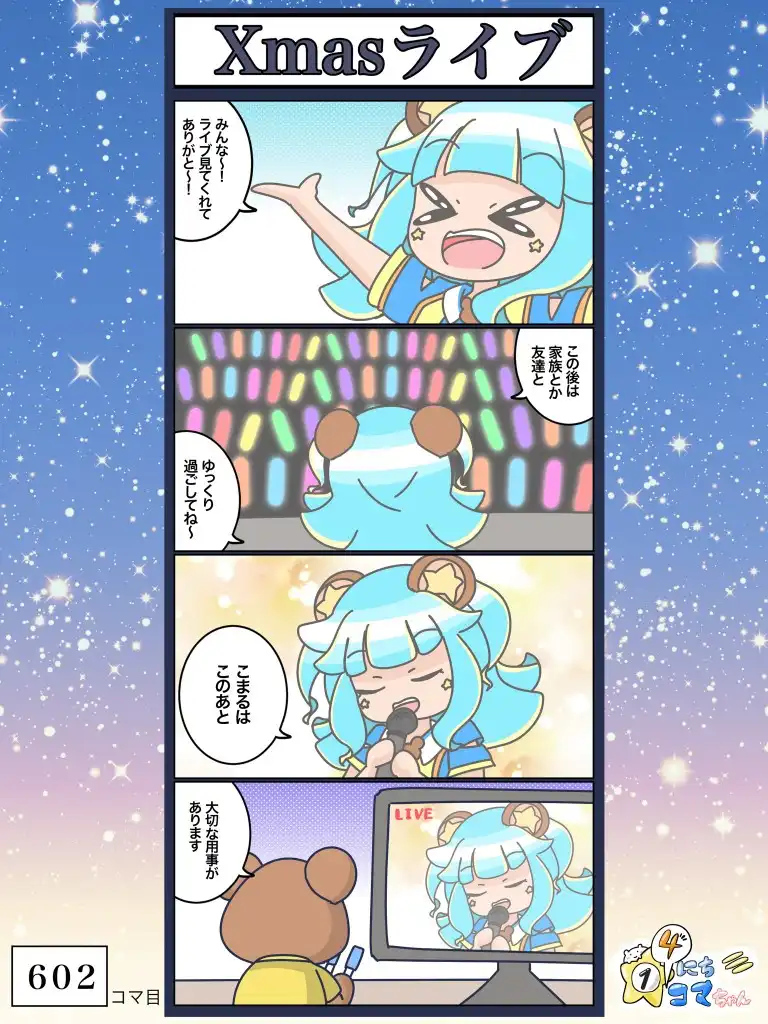 Xmasライブ
みんな〜！
ライブ見てくれて
ありがと〜！
この後は
家族とか
友達と
ゆっくり
過ごしてね〜
こまるは
このあと
大切な用事が
あります
LIVE
602
コマ目
1
にち
4
コマ
ちゃん